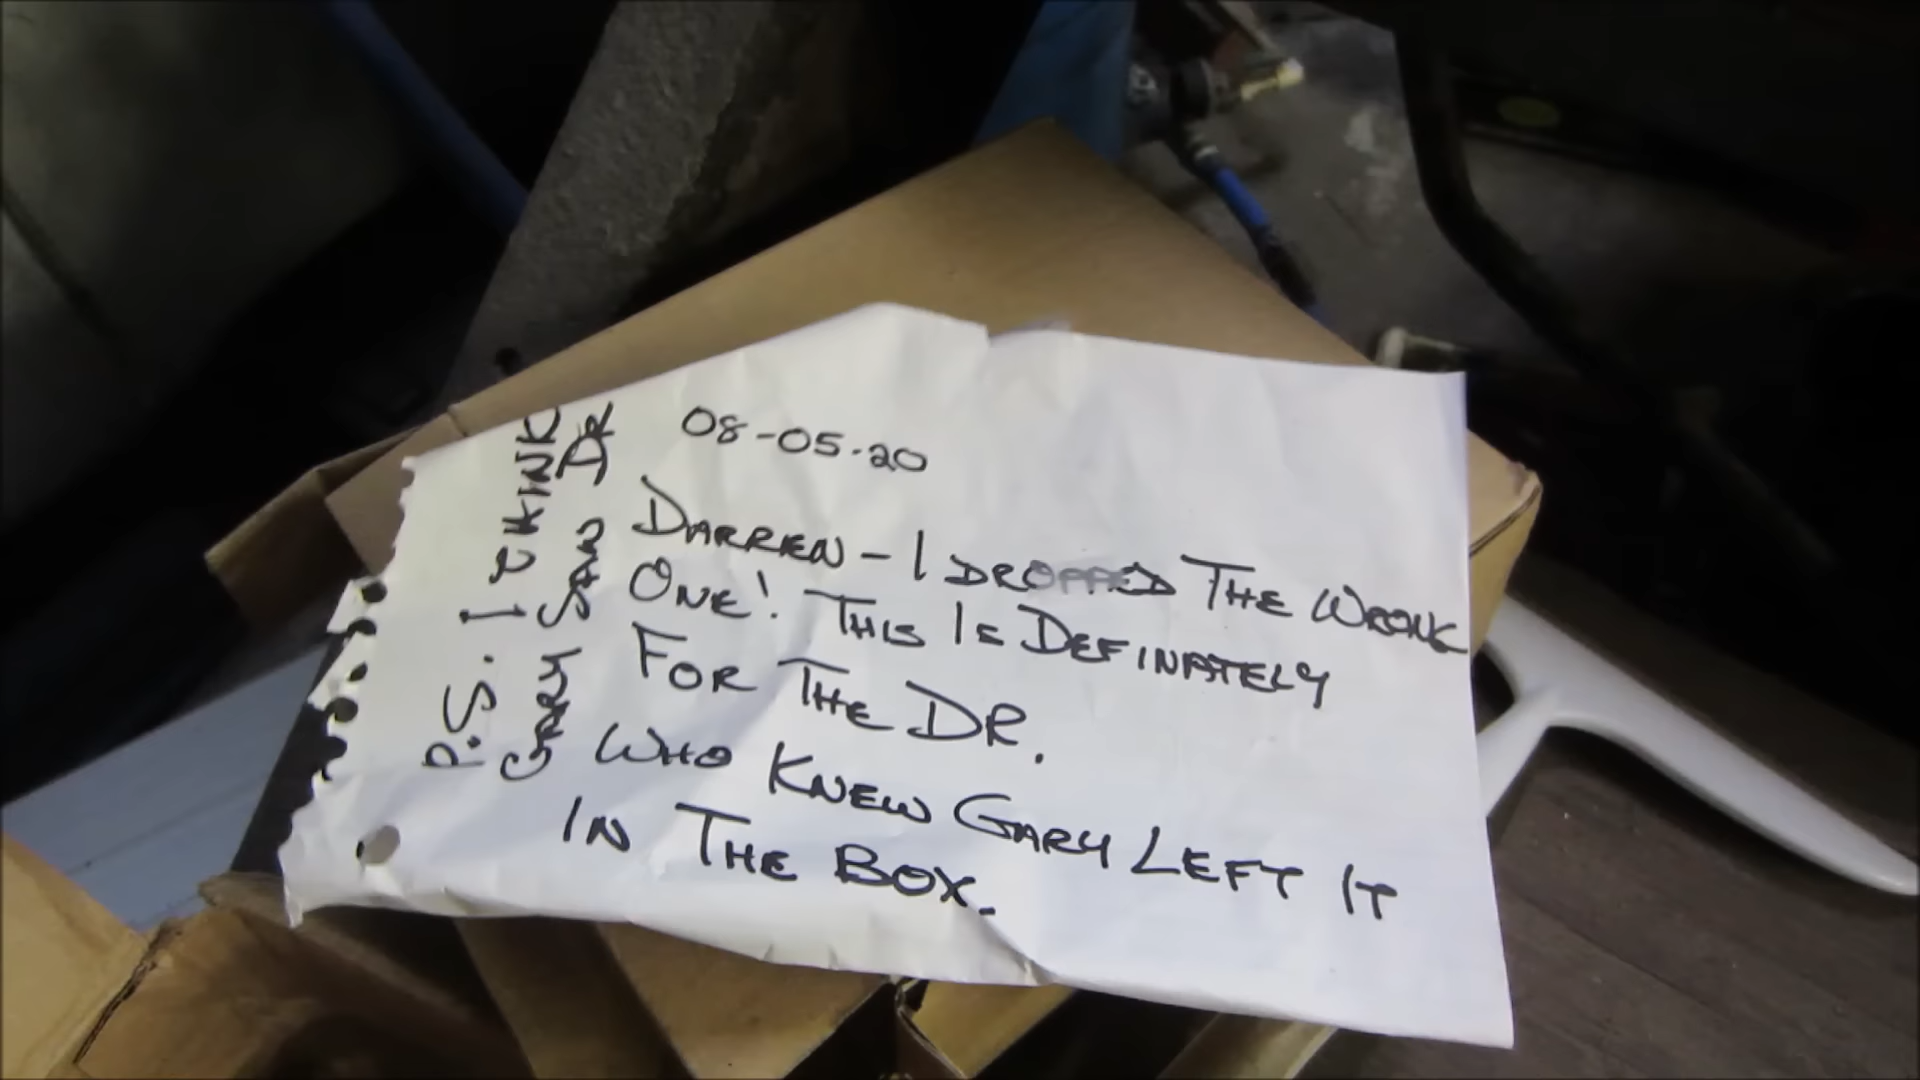 08-05-20
DARREN - I DROPPED THE WRONG
ONE! THIS IS DEFINATELY
FOR THE DR.
WHO KNEW GARY LEFT IT
IN THE BOX.
P.S. I THINK
GARY SAW DR